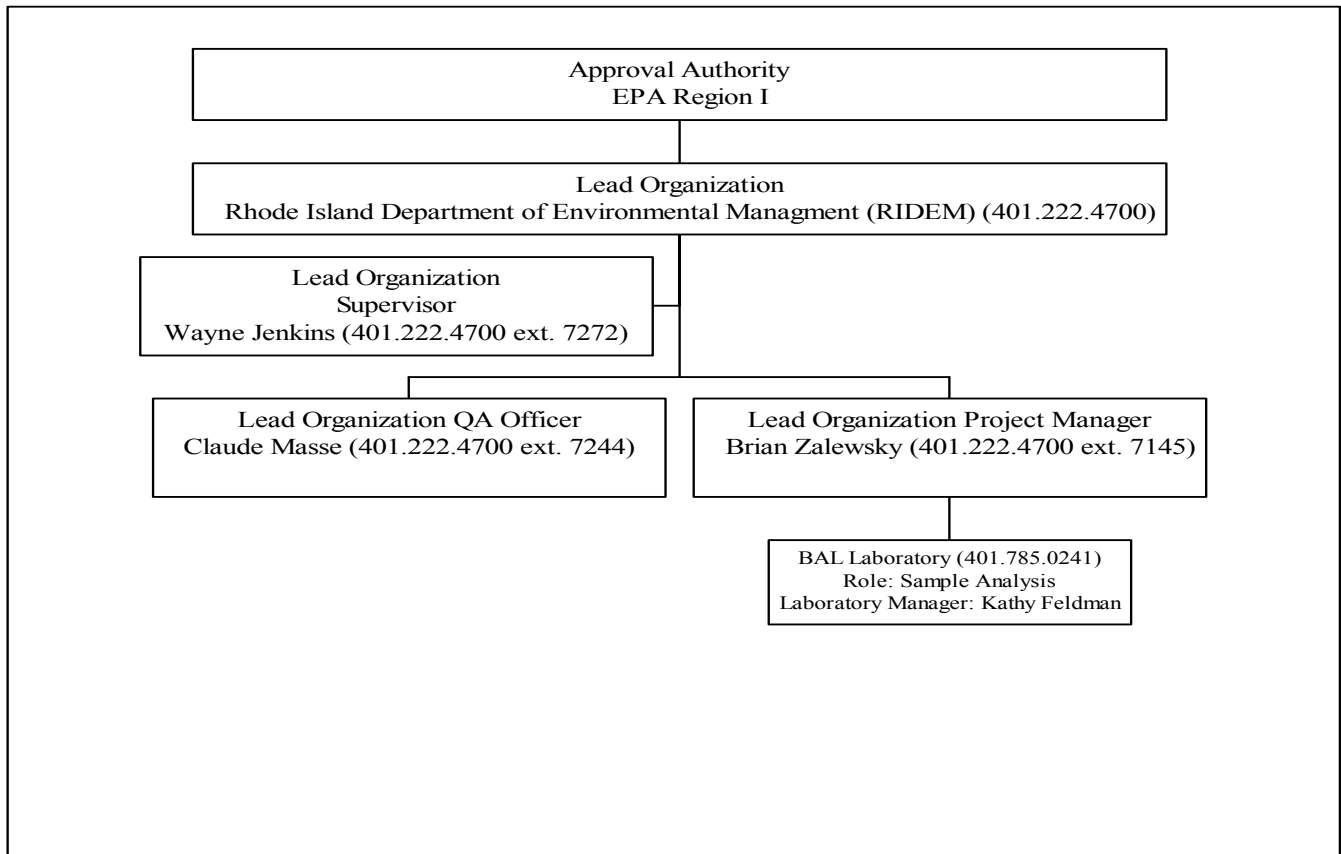 Approval Authority
EPA Region I
Lead Organization
Rhode Island Department of Environmental Managment (RIDEM) (401.222.4700)
Lead Organization
Supervisor
Wayne Jenkins (401.222.4700 ext. 7272)
Lead Organization QA Officer
Claude Masse (401.222.4700 ext. 7244)
Lead Organization Project Manager
Brian Zalewsky (401.222.4700 ext. 7145)
BAL Laboratory (401.785.0241)
Role: Sample Analysis
Laboratory Manager: Kathy Feldman